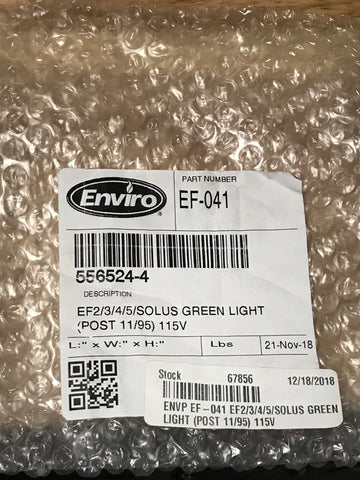 Enviro
PART NUMBER
EF-041
556524-4
DESCRIPTION
EF2/3/4/5/SOLUS GREEN LIGHT
(POST 11/95) 115V
L:" x W:" x H:" Lbs 21-Nov-18
Stock 67856 12/18/2018
ENVP EF-041 EF2/3/4/5/SOLUS GREEN
LIGHT (POST 11/95) 115V